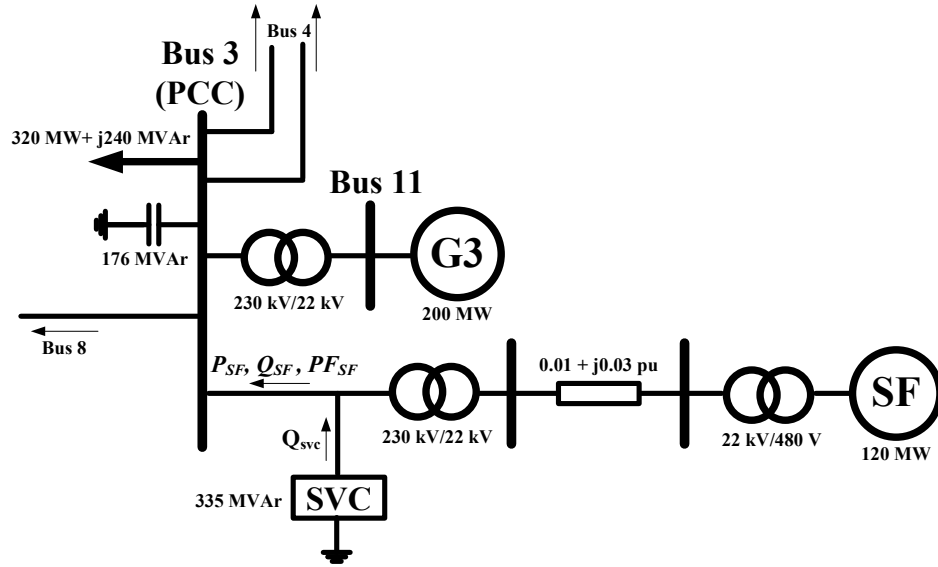 Bus 4
Bus 3
(PCC)
320 MW+ j240 MVAr
Bus 11
G3
176 MVAr
230 kV/22 kV
200 MW
Bus 8
P_SF, Q_SF , PF_SF
0.01 + j0.03 pu
SF
230 kV/22 kV
22 kV/480 V
120 MW
Q_svc
335 MVAr
SVC